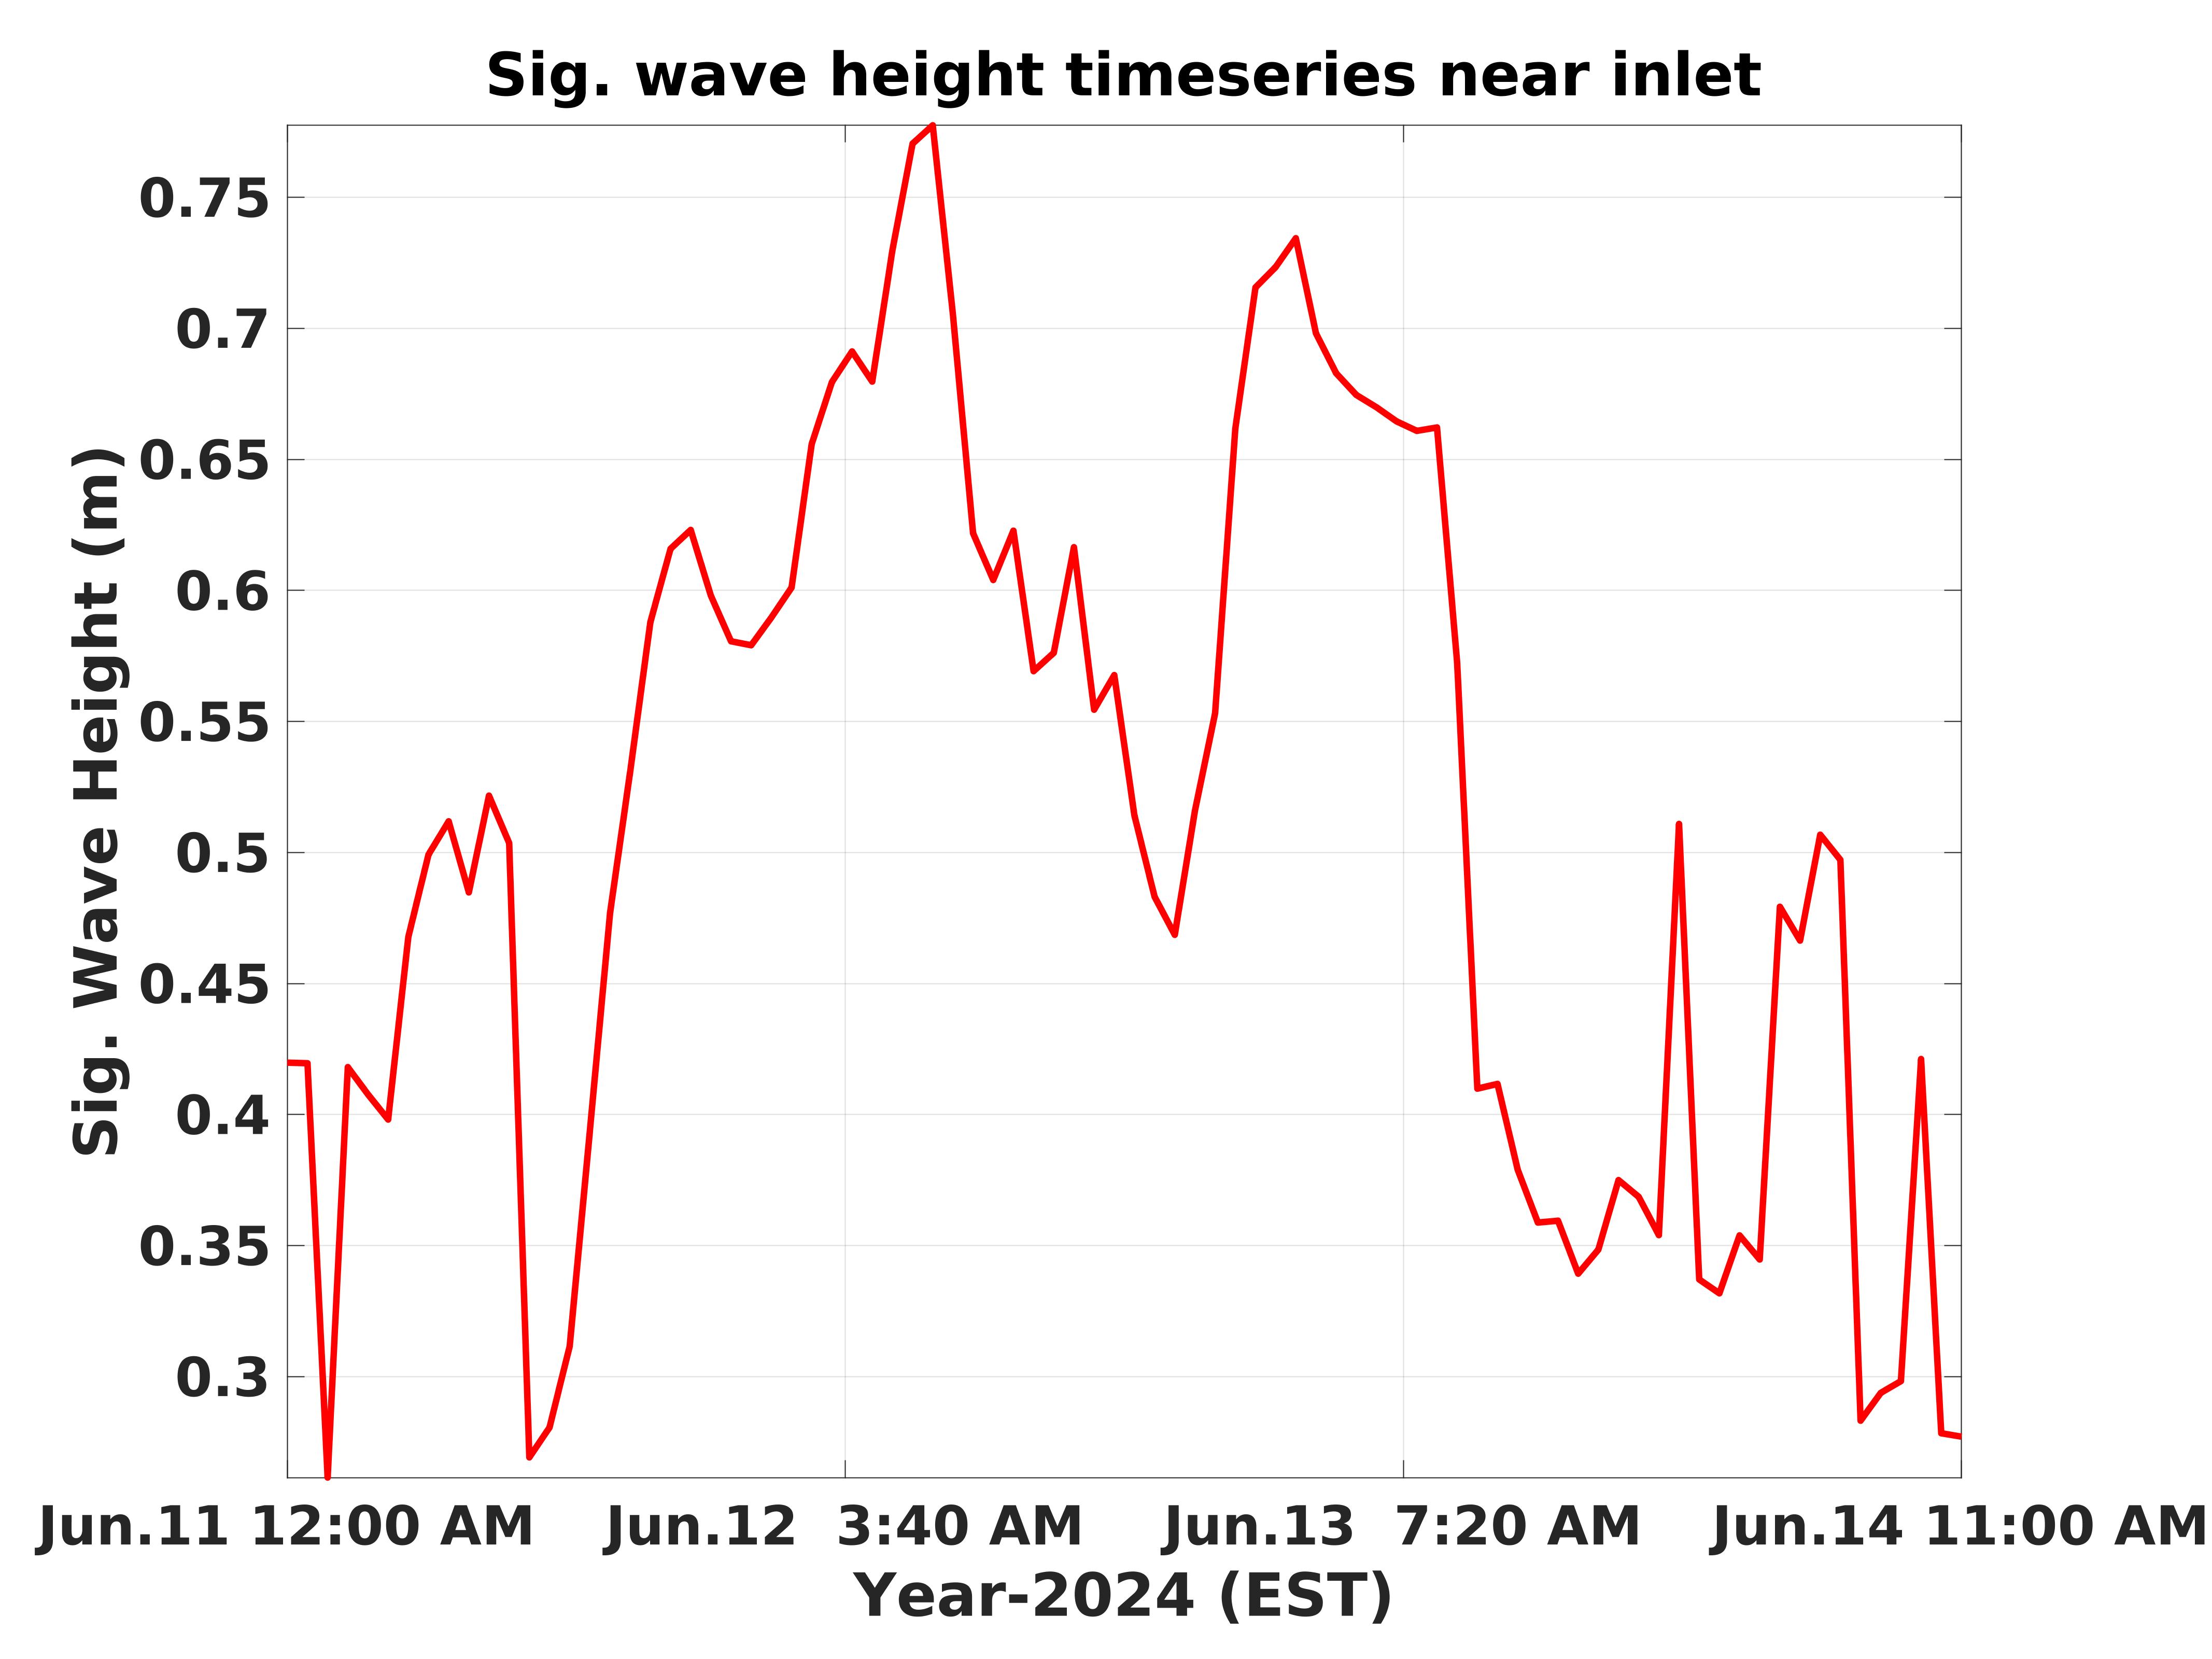 Sig. wave height timeseries near inlet
Sig. Wave Height (m)
0.75
0.7
0.65
0.6
0.55
0.5
0.45
0.4
0.35
0.3
Jun.11 12:00 AM
Jun.12 3:40 AM
Jun.13 7:20 AM
Jun.14 11:00 AM
Year-2024 (EST)